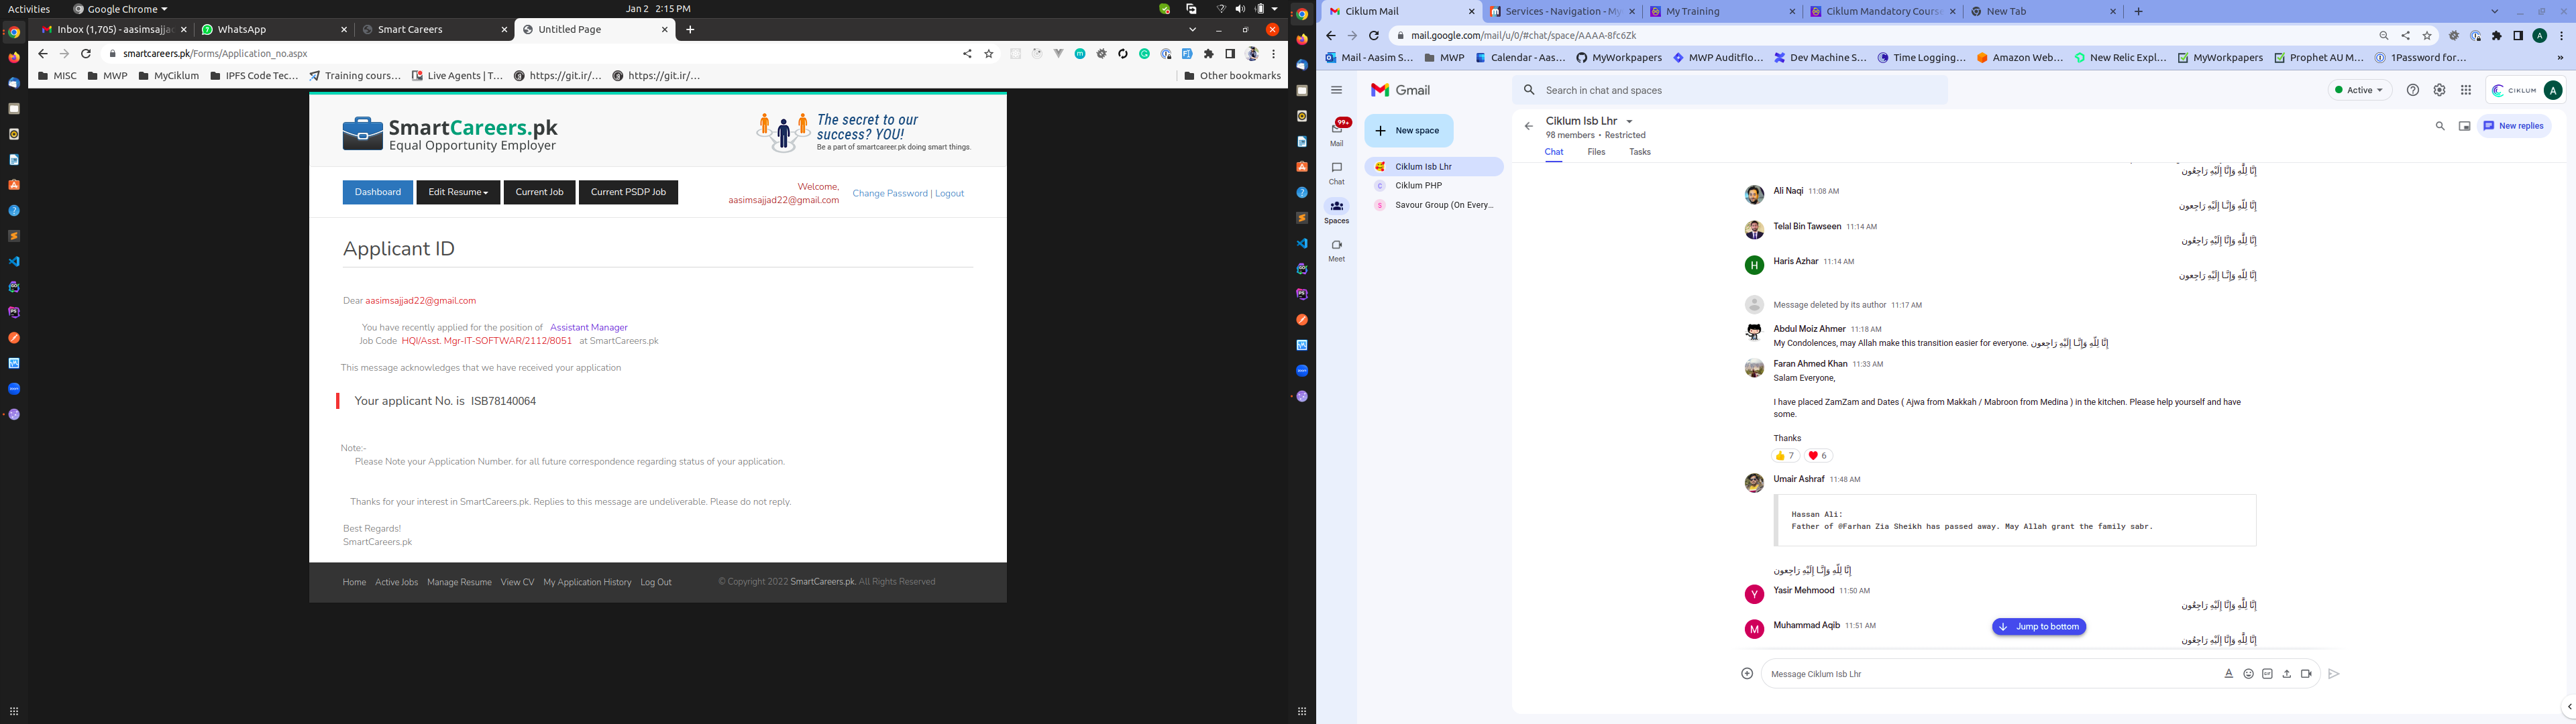 Activities
Google Chrome
Jan 2 2:15 PM
Inbox (1,705) - aasimsajjad
WhatsApp
Smart Careers
Untitled Page
smartcareers.pk/Forms/Application_no.aspx
MISC
MWP
MyCiklum
IPFS Code Tec…
Training cours…
Live Agents | T…
https://git.ir/…
https://git.ir/…
Other bookmarks
SmartCareers.pk
Equal Opportunity Employer
The secret to our
success? YOU!
Be a part of smartcareer.pk doing smart things.
Dashboard
Edit Resume
Current Job
Current PSDP Job
Welcome,
aasimsajjad22@gmail.com
Change Password | Logout
Applicant ID
Dear aasimsajjad22@gmail.com
You have recently applied for the position of Assistant Manager
Job Code HQI/Asst. Mgr-IT-SOFTWAR/2112/8051 at SmartCareers.pk
This message acknowledges that we have received your application
Your applicant No. is ISB78140064
Note:-
Please Note your Application Number. for all future correspondence regarding status of your application.
Thanks for your interest in SmartCareers.pk. Replies to this message are undeliverable. Please do not reply.
Best Regards!
SmartCareers.pk
Home Active Jobs Manage Resume View CV My Application History Log Out
© Copyright 2022 SmartCareers.pk. All Rights Reserved
Ciklum Mail
Services - Navigation - My
My Training
Ciklum Mandatory Course
New Tab
mail.google.com/mail/u/0/#chat/space/AAAA-8fc6Zk
Mail - Aasim S…
MWP
Calendar - Aas…
MyWorkpapers
MWP Auditflo…
Dev Machine S…
Time Logging…
Amazon Web…
New Relic Expl…
MyWorkpapers
Prophet AU M…
1Password for…
Gmail
Search in chat and spaces
Active
CIKLUM
A
99+
Mail
Chat
Spaces
Meet
New space
Ciklum Isb Lhr
C Ciklum PHP
S Savour Group (On Every…
Ciklum Isb Lhr
98 members • Restricted
New replies
Chat
Files
Tasks
إِنَّا لِلَّٰهِ وَإِنَّا إِلَيْهِ رَاجِعُونَ
Ali Naqi 11:08 AM
إِنَّا لِلّهِ وَإِنَّـا إِلَيْهِ رَاجِعونَ
Telal Bin Tawseen 11:14 AM
إِنَّا لِلَّٰهِ وَإِنَّا إِلَيْهِ رَاجِعُونَ
H Haris Azhar 11:14 AM
إِنَّا لِلّهِ وَإِنَّـا إِلَيْهِ رَاجِعونَ
Message deleted by its author 11:17 AM
Abdul Moiz Ahmer 11:18 AM
My Condolences, may Allah make this transition easier for everyone. إِنَّا لِلّهِ وَإِنَّـا إِلَيْهِ رَاجِعونَ
Faran Ahmed Khan 11:33 AM
Salam Everyone,
I have placed ZamZam and Dates ( Ajwa from Makkah / Mabroon from Medina ) in the kitchen. Please help yourself and have
some.
Thanks
7
6
Umair Ashraf 11:48 AM
Hassan Ali:
Father of @Farhan Zia Sheikh has passed away. May Allah grant the family sabr.
إِنَّا لِلّهِ وَإِنَّـا إِلَيْهِ رَاجِعونَ
Y Yasir Mehmood 11:50 AM
إِنَّا لِلَّٰهِ وَإِنَّا إِلَيْهِ رَاجِعُونَ
M Muhammad Aqib 11:51 AM
Jump to bottom
إِنَّا لِلَّٰهِ وَإِنَّا إِلَيْهِ رَاجِعُونَ
Message Ciklum Isb Lhr